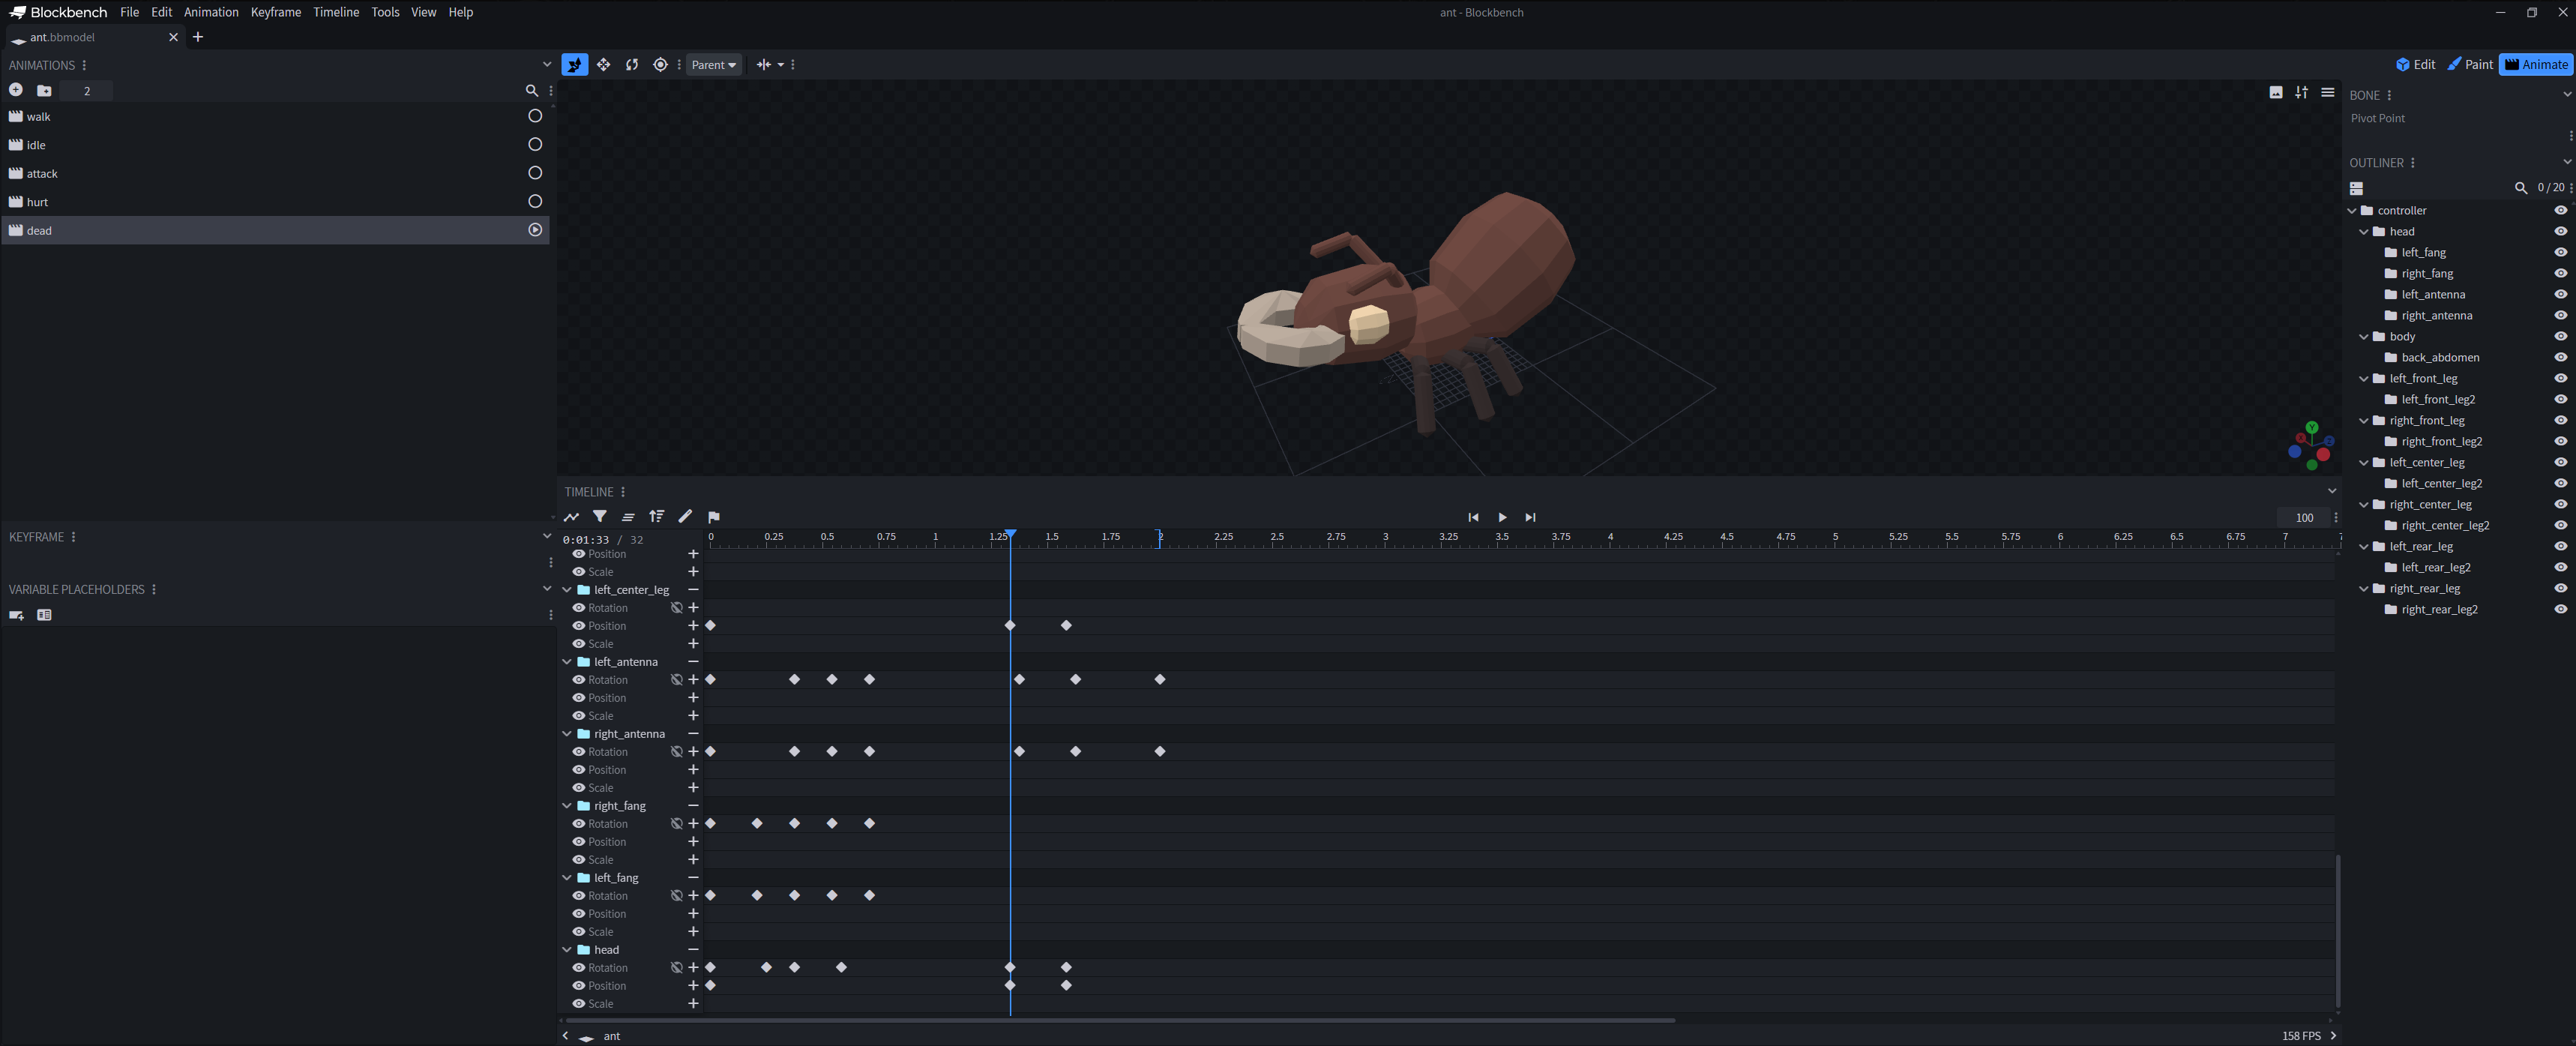 Blockbench File Edit Animation Keyframe Timeline Tools View Help
ant - Blockbench
ant.bbmodel
ANIMATIONS
2
walk
idle
attack
hurt
dead
KEYFRAME
VARIABLE PLACEHOLDERS
Parent
Edit Paint Animate
TIMELINE
100
0:01:33 / 32
0 0.25 0.5 0.75 1 1.25 1.5 1.75 2 2.25 2.5 2.75 3 3.25 3.5 3.75 4 4.25 4.5 4.75 5 5.25 5.5 5.75 6 6.25 6.5 6.75 7
Position
Scale
left_center_leg
Rotation
Position
Scale
left_antenna
Rotation
Position
Scale
right_antenna
Rotation
Position
Scale
right_fang
Rotation
Position
Scale
left_fang
Rotation
Position
Scale
head
Rotation
Position
Scale
ant
158 FPS
BONE
Pivot Point
OUTLINER
0 / 20
controller
head
left_fang
right_fang
left_antenna
right_antenna
body
back_abdomen
left_front_leg
left_front_leg2
right_front_leg
right_front_leg2
left_center_leg
left_center_leg2
right_center_leg
right_center_leg2
left_rear_leg
left_rear_leg2
right_rear_leg
right_rear_leg2